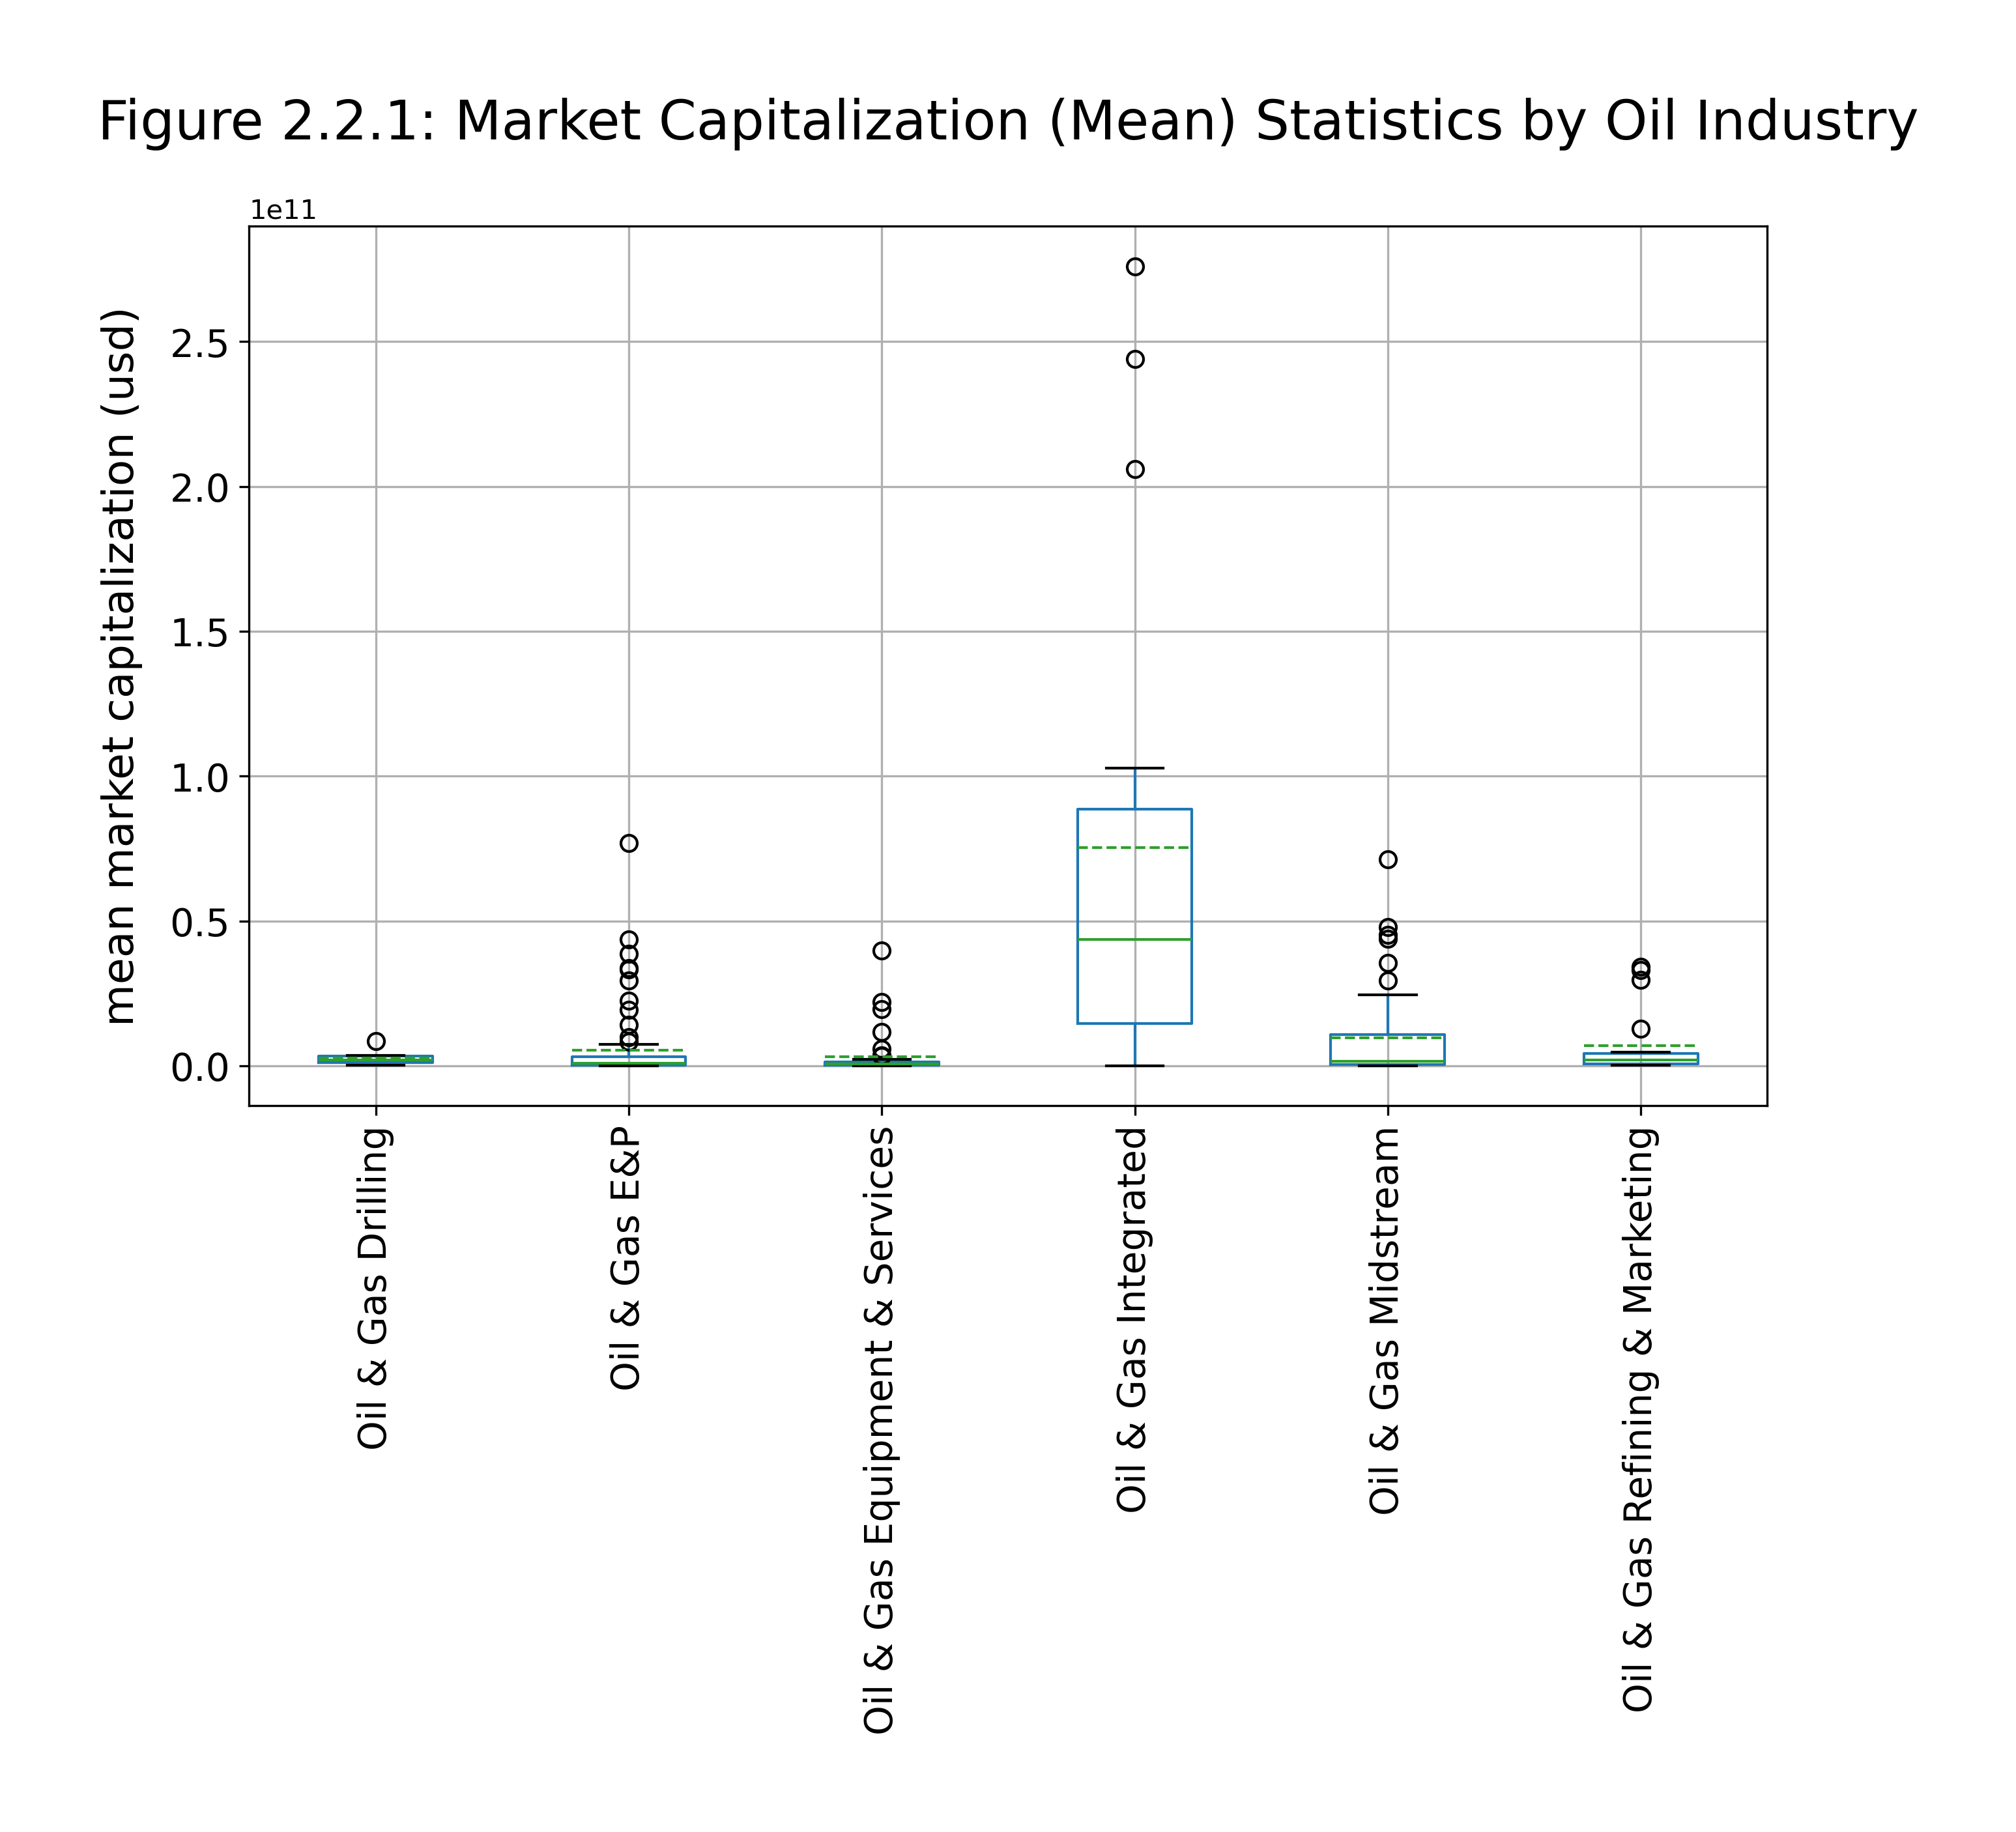 Figure 2.2.1: Market Capitalization (Mean) Statistics by Oil Industry
1e11
mean market capitalization (usd)
2.5
2.0
1.5
1.0
0.5
0.0
Oil & Gas Drilling
Oil & Gas E&P
Oil & Gas Equipment & Services
Oil & Gas Integrated
Oil & Gas Midstream
Oil & Gas Refining & Marketing